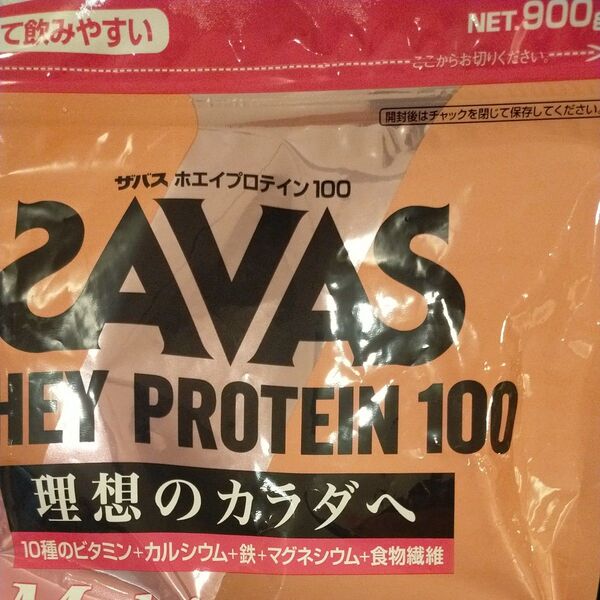 て飲みやすい
NET.900g
ここからお切りください。
開封後はチャックを閉じて保存してください。
ザバス ホエイプロテイン100
SAVAS
HEY PROTEIN 100
理想のカラダへ
10種のビタミン+カルシウム+鉄+マグネシウム+食物繊維